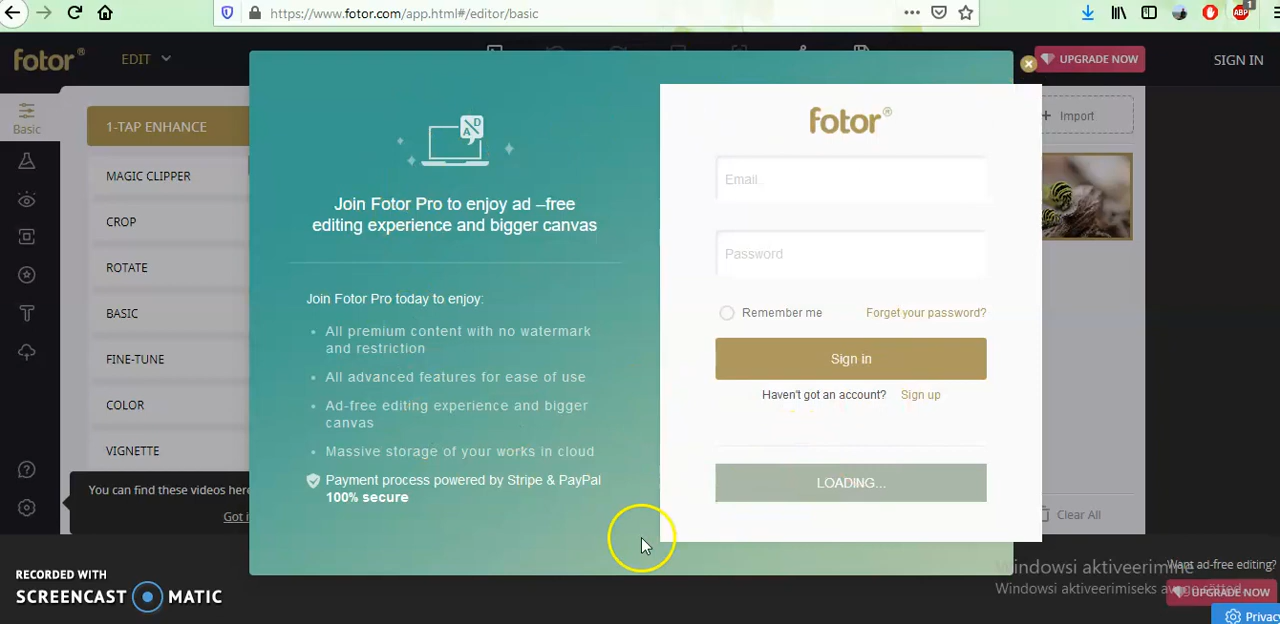 https://www.fotor.com/app.html#/editor/basic
1
fotor®
EDIT
UPGRADE NOW
SIGN IN
Basic
1-TAP ENHANCE
MAGIC CLIPPER
CROP
ROTATE
BASIC
FINE-TUNE
COLOR
VIGNETTE
You can find these videos here
Got i
A D
Join Fotor Pro to enjoy ad –free
editing experience and bigger canvas
Join Fotor Pro today to enjoy:
All premium content with no watermark
and restriction
All advanced features for ease of use
Ad-free editing experience and bigger
canvas
Massive storage of your works in cloud
Payment process powered by Stripe & PayPal
100% secure
fotor®
Email
Password
Remember me
Forget your password?
Sign in
Haven't got an account? Sign up
LOADING...
Import
Clear All
Want ad-free editing?
UPGRADE NOW
Windowsi aktiveerimine
Windowsi aktiveerimiseks
Privac
RECORDED WITH
SCREENCAST MATIC
ABP